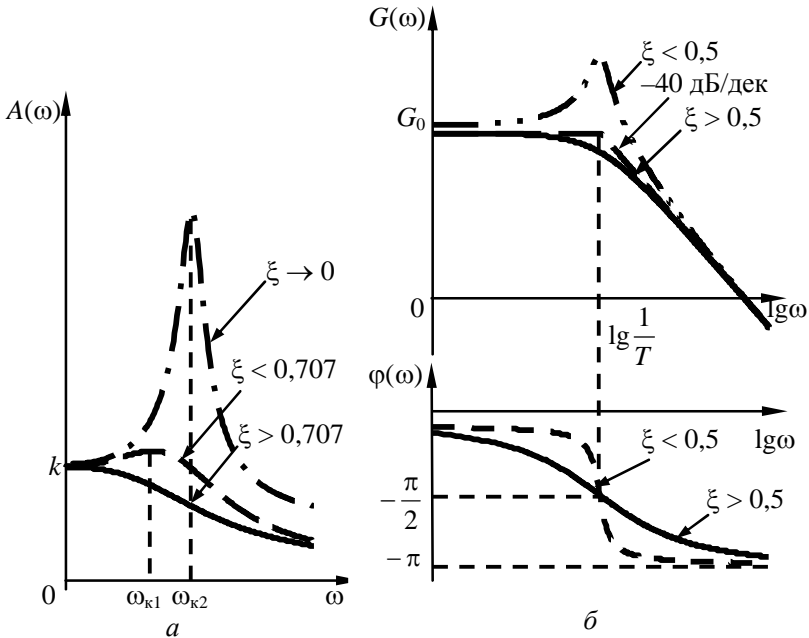 A(ω)
ξ → 0
ξ < 0,707
ξ > 0,707
k
0
ωк1
ωк2
ω
а
G(ω)
ξ < 0,5
–40 дБ/дек
ξ > 0,5
G0
0
lgω
lg 1/T
φ(ω)
lgω
ξ < 0,5
–π/2
ξ > 0,5
–π
б